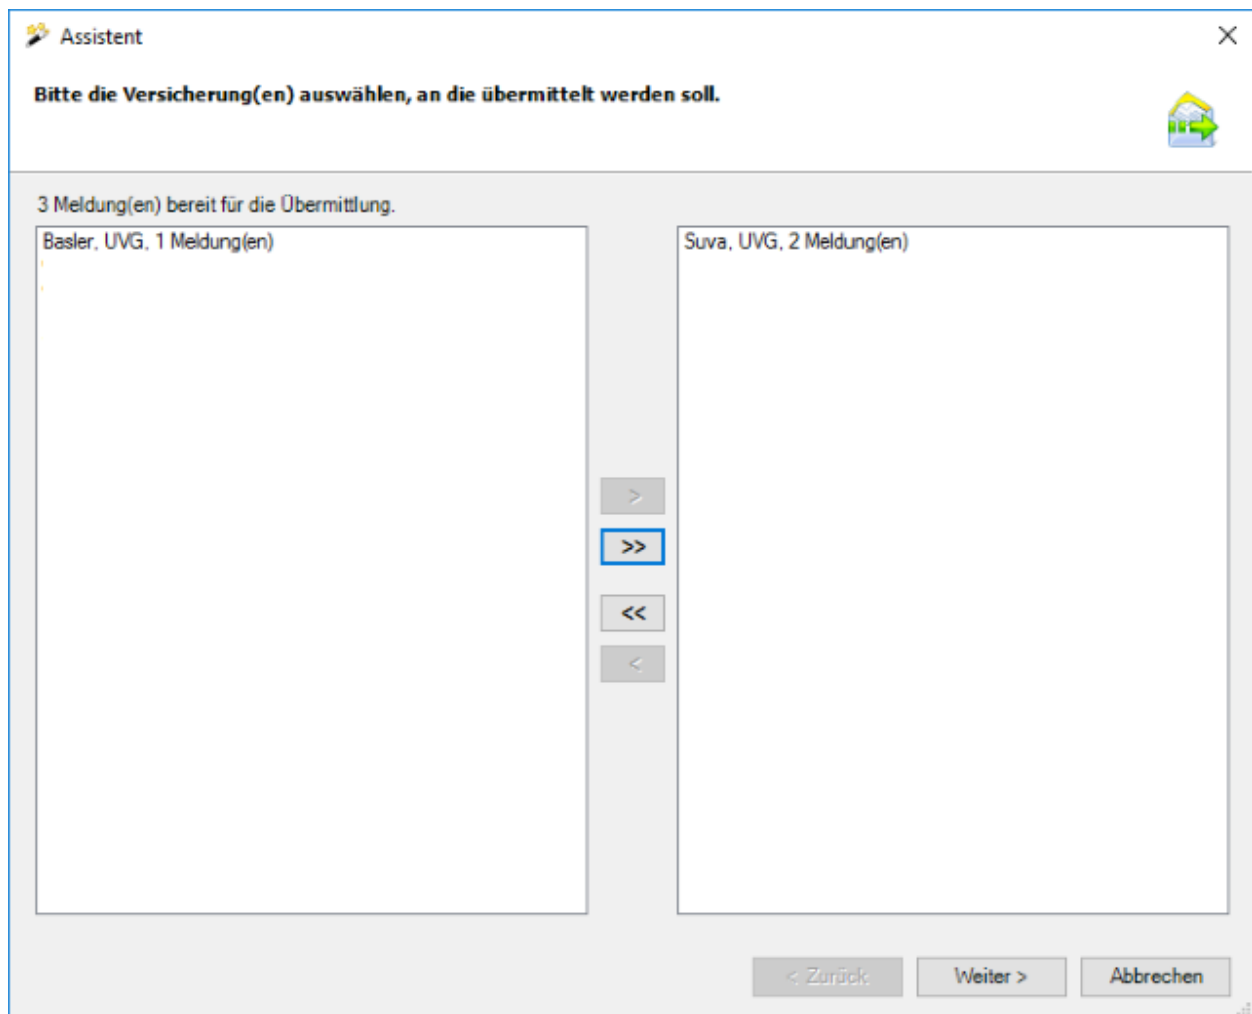 Assistent
Bitte die Versicherung(en) auswählen, an die übermittelt werden soll.
3 Meldung(en) bereit für die Übermittlung.
Basler, UVG, 1 Meldung(en)
Suva, UVG, 2 Meldung(en)
>
>>
<<
<
< Zurück
Weiter >
Abbrechen